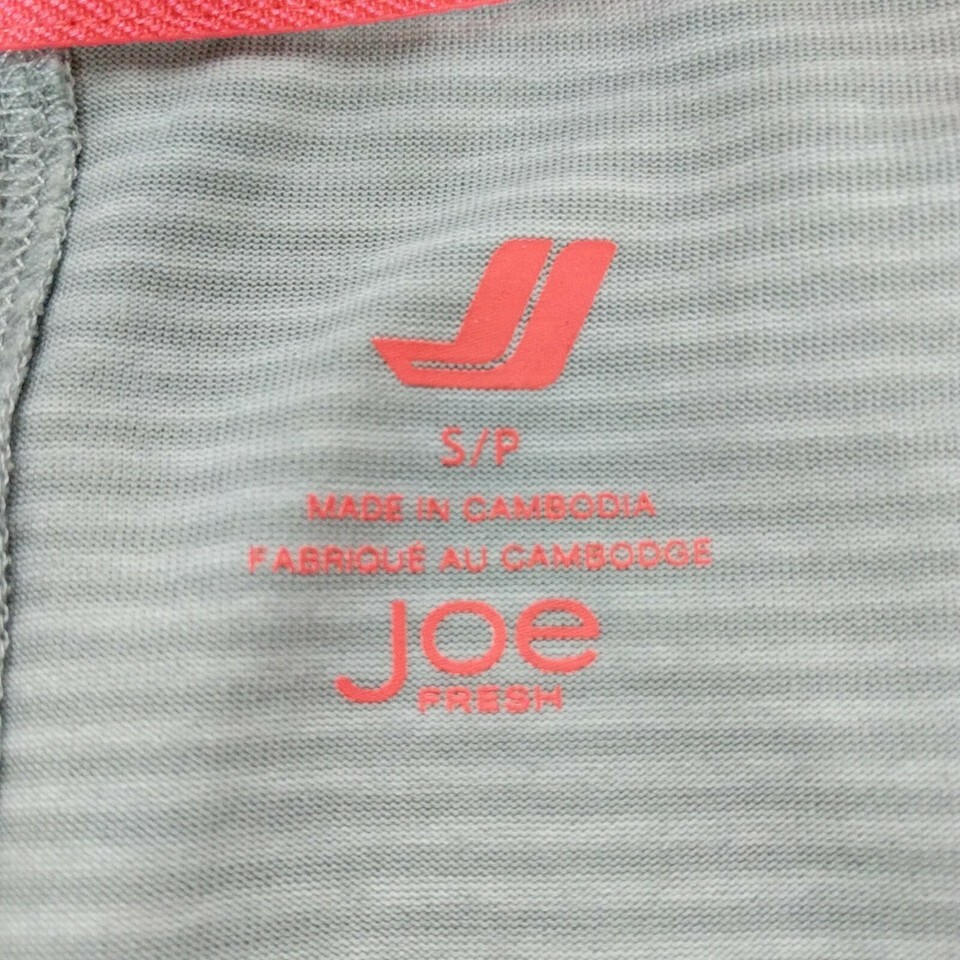 S/P
MADE IN CAMBODIA
FABRIQUÉ AU CAMBODGE
Joe
FRESH